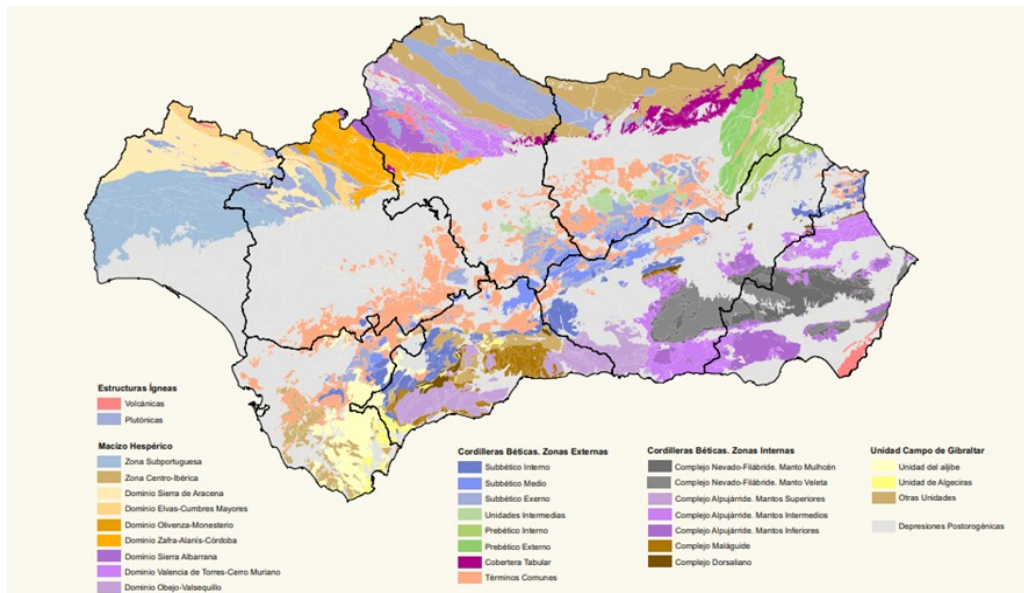 Estructuras Ígneas
Volcánicas
Plutónicas
Macizo Hespérico
Zona Subportuguesa
Zona Centro-Ibérica
Dominio Sierra de Aracena
Dominio Elvas-Cumbres Mayores
Dominio Olivenza-Monesterio
Dominio Zafra-Alanís-Córdoba
Dominio Sierra Albarrana
Dominio Valencia de Torres-Cerro Muriano
Dominio Obejo-Valsequillo
Cordilleras Béticas. Zonas Externas
Subbético Interno
Subbético Medio
Subbético Exerno
Unidades Intermedias
Prebético Interno
Prebético Externo
Cobertera Tabular
Términos Comunes
Cordilleras Béticas. Zonas Internas
Complejo Nevado-Filábride. Manto Mulhcén
Complejo Nevado-Filábride. Manto Veleta
Complejo Alpujárride. Mantos Superiores
Complejo Alpujárride. Mantos Intermedios
Complejo Alpujárride. Mantos Inferiores
Complejo Maláguide
Complejo Dorsaliano
Unidad Campo de Gibraltar
Unidad del aljibe
Unidad de Algeciras
Otras Unidades
Depresiones Postorogénicas